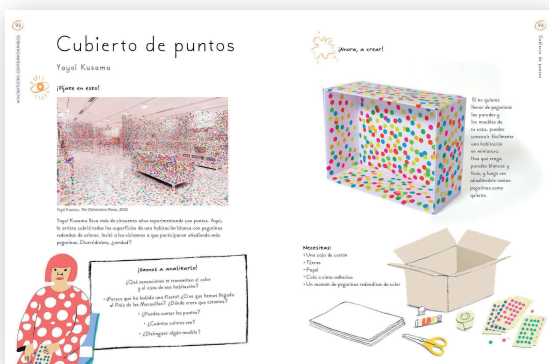 92
Cubierto de puntos
Yayoi Kusama
¡Fíjate en esto!
Yayoi Kusama, The Obliteration Room, 2002
Yayoi Kusama lleva más de cincuenta años experimentando con puntos. Aquí,
la artista cubrió todas las superficies de una habitación blanca con pegatinas
redondas de colores. Invitó a los visitantes a que participaran añadiendo más
pegatinas. Divertidísimo, ¿verdad?
¡Vamos a analizarlo!
¿Qué sensaciones te transmiten el color
y el caos de esa habitación?
¿Parece que ha habido una fiesta? ¿Dirías que hemos llegado
al País de las Maravillas? ¿Dónde crees que estamos?
• ¿Puedes contar los puntos?
• ¿Cuántos colores ves?
• ¿Distingues algún mueble?
93
Cubierto de puntos
¡Ahora, a crear!
Si no quieres
llenar de pegatinas
las paredes y
los muebles de
tu casa, puedes
construir fácilmente
una habitación
en miniatura.
Haz que tenga
paredes blancas y
lisas, y luego ve
añadiéndole tantas
pegatinas como
quieras.
Necesitas:
• Una caja de cartón
• Tijeras
• Papel
• Cola o cinta adhesiva
• Un montón de pegatinas redonditas de color